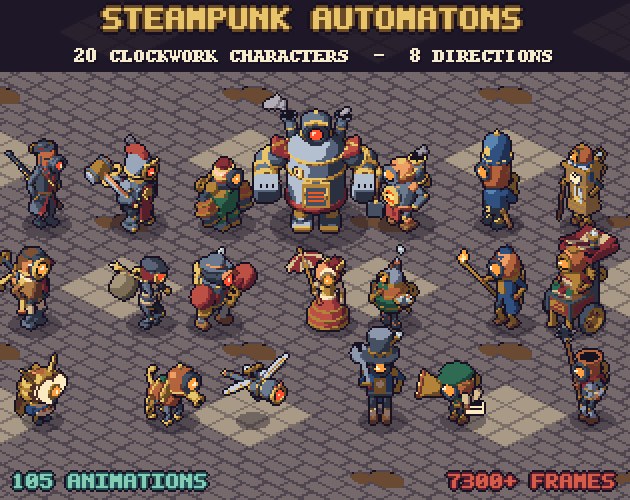 STEAMPUNK AUTOMATONS
20 CLOCKWORK CHARACTERS - 8 DIRECTIONS
105 ANIMATIONS
7300+ FRAMES